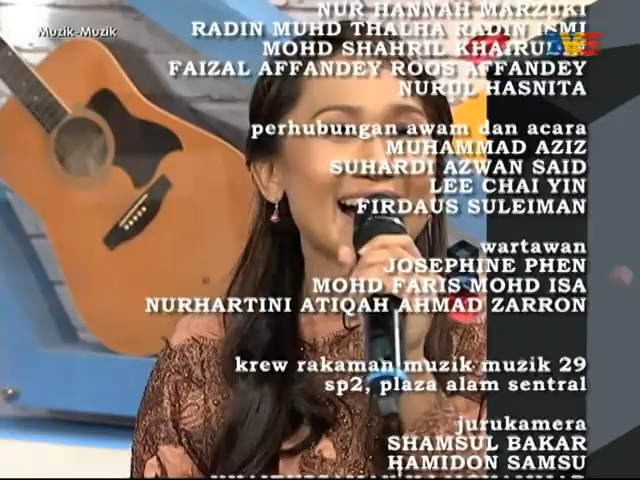 Muzik-Muzik
NUR HANNAH MARZUKI
RADIN MUHD THALHA RADIN ISMI
MOHD SHAHRIL KHAIRUDIN
LIVE
FAIZAL AFFANDEY ROOS AFFANDEY
NURUL HASNITA
perhubungan awam dan acara
MUHAMMAD AZIZ
SUHARDI AZWAN SAID
LEE CHAI YIN
FIRDAUS SULEIMAN
wartawan
JOSEPHINE PHEN
MOHD FARIS MOHD ISA
NURHARTINI ATIQAH AHMAD ZARRON
krew rakaman muzik muzik 29
sp2, plaza alam sentral
jurukamera
SHAMSUL BAKAR
HAMIDON SAMSU